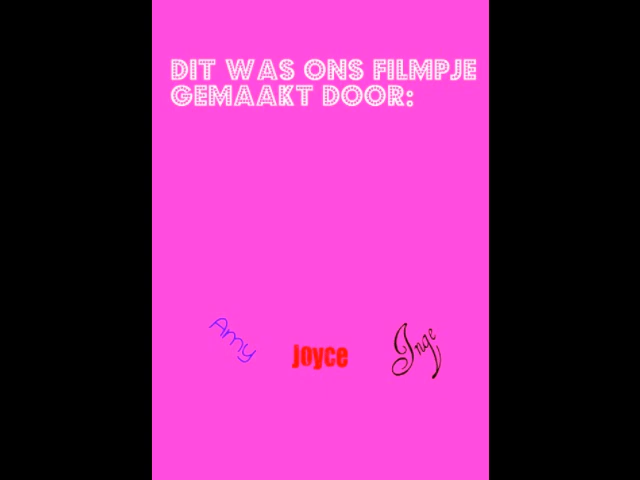 DIT WAS ONS FILMPJE
GEMAAKT DOOR:
Amy
joyce
Inge